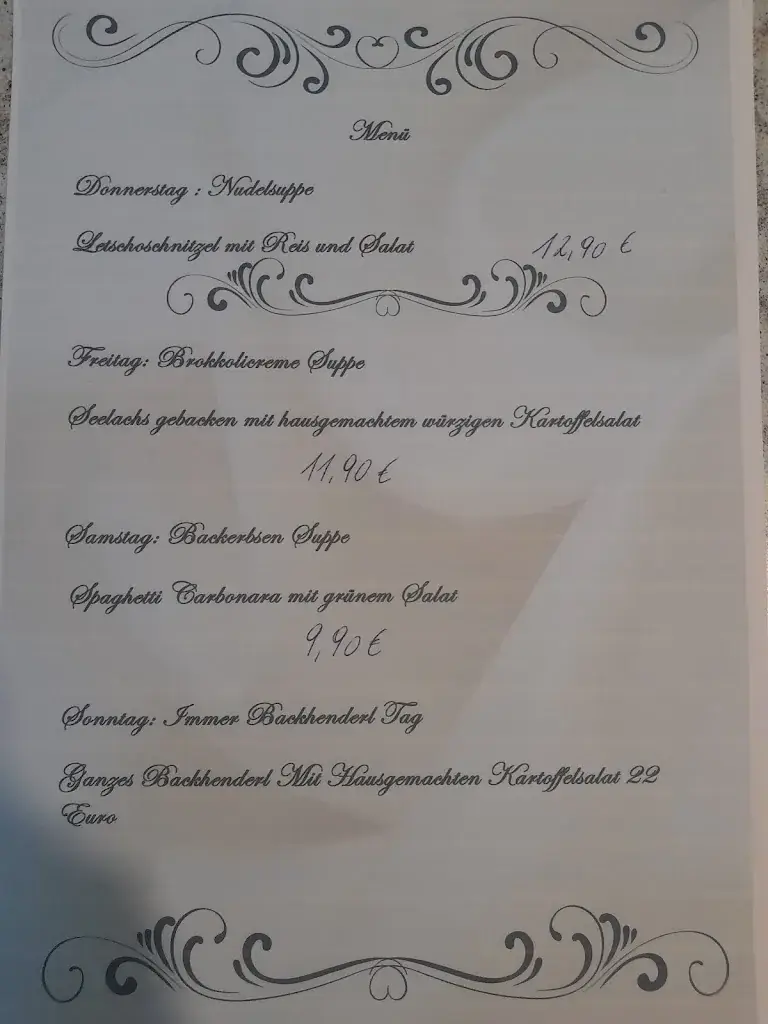 Menü
Donnerstag : Nudelsuppe
Letschoschnitzel mit Reis und Salat 12,90 €
Freitag: Brokkolicreme Suppe
Seelachs gebacken mit hausgemachtem würzigen Kartoffelsalat
11,90 €
Samstag: Backerbsen Suppe
Spaghetti Carbonara mit grünem Salat
9,90 €
Sonntag: Immer Backhenderl Tag
Ganzes Backhenderl Mit Hausgemachten Kartoffelsalat 22
Euro